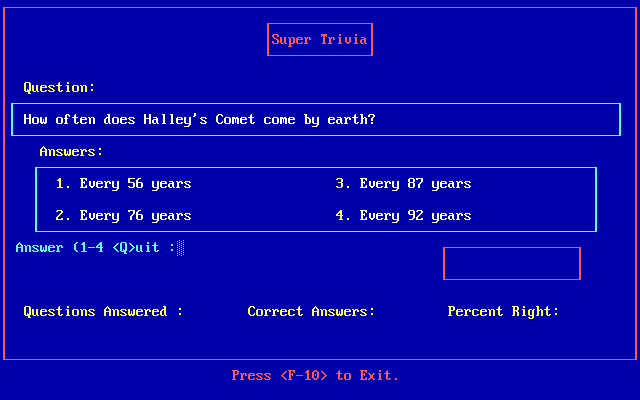 Super Trivia
Question:
How often does Halley's Comet come by earth?
Answers:
1. Every 56 years 3. Every 87 years
2. Every 76 years 4. Every 92 years
Answer (1-4 <Q>uit :
Questions Answered : Correct Answers: Percent Right:
Press <F-10> to Exit.